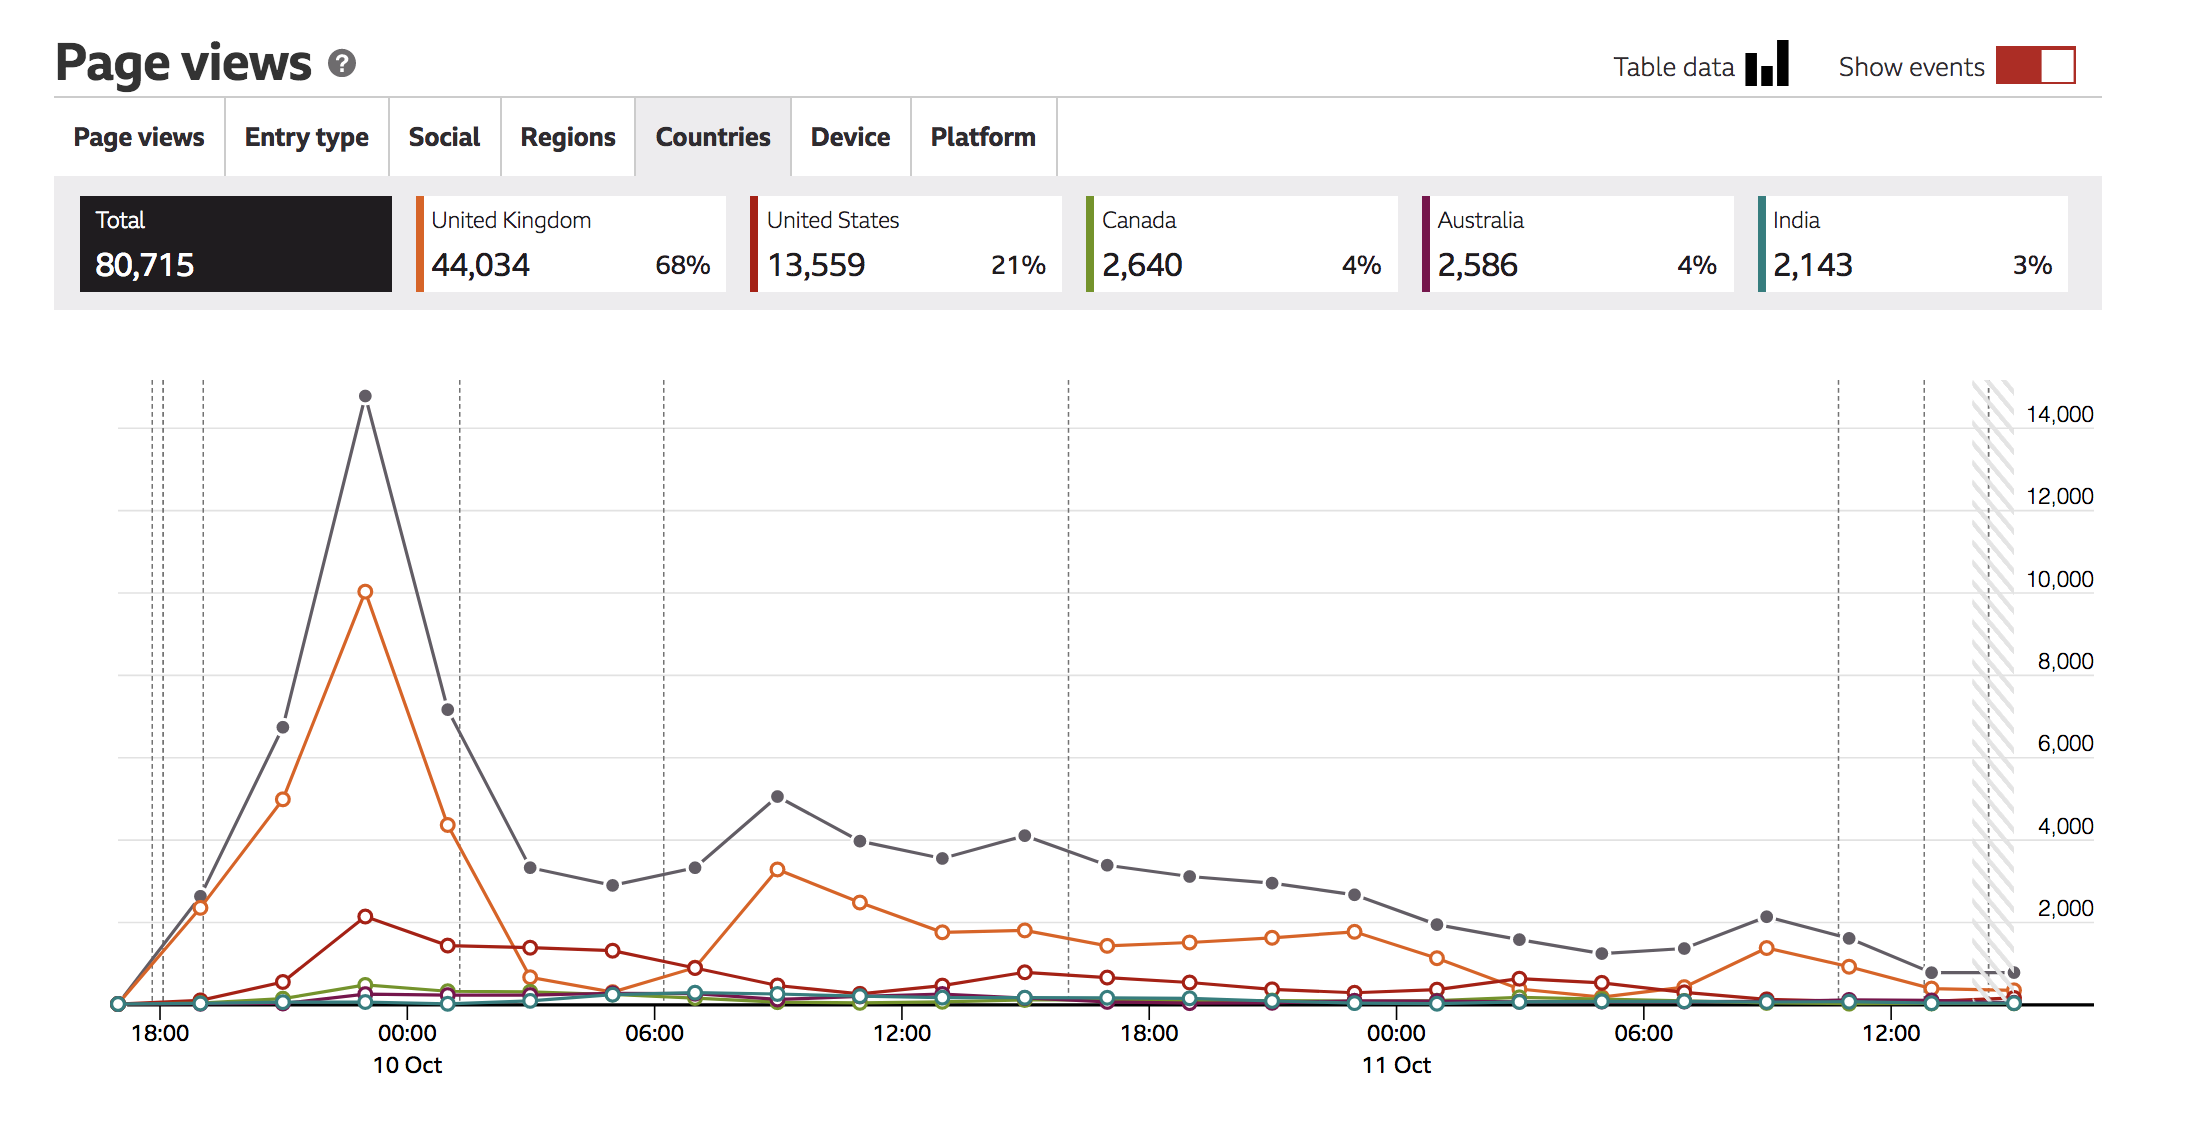 Page views ?
Table data Show events
Page views Entry type Social Regions Countries Device Platform
Total United Kingdom United States Canada Australia India
80,715 44,034 68% 13,559 21% 2,640 4% 2,586 4% 2,143 3%
14,000
12,000
10,000
8,000
6,000
4,000
2,000
18:00 00:00 06:00 12:00 18:00 00:00 06:00 12:00
10 Oct 11 Oct